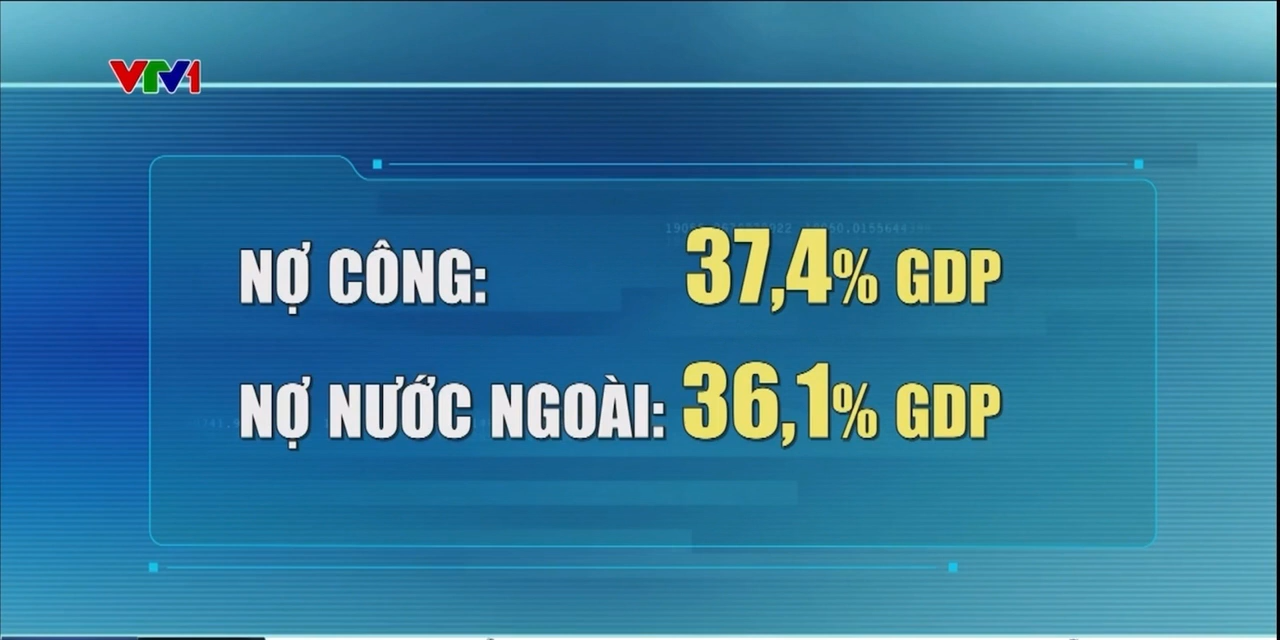 VTV1
NỢ CÔNG: 37,4% GDP
NỢ NƯỚC NGOÀI: 36,1% GDP